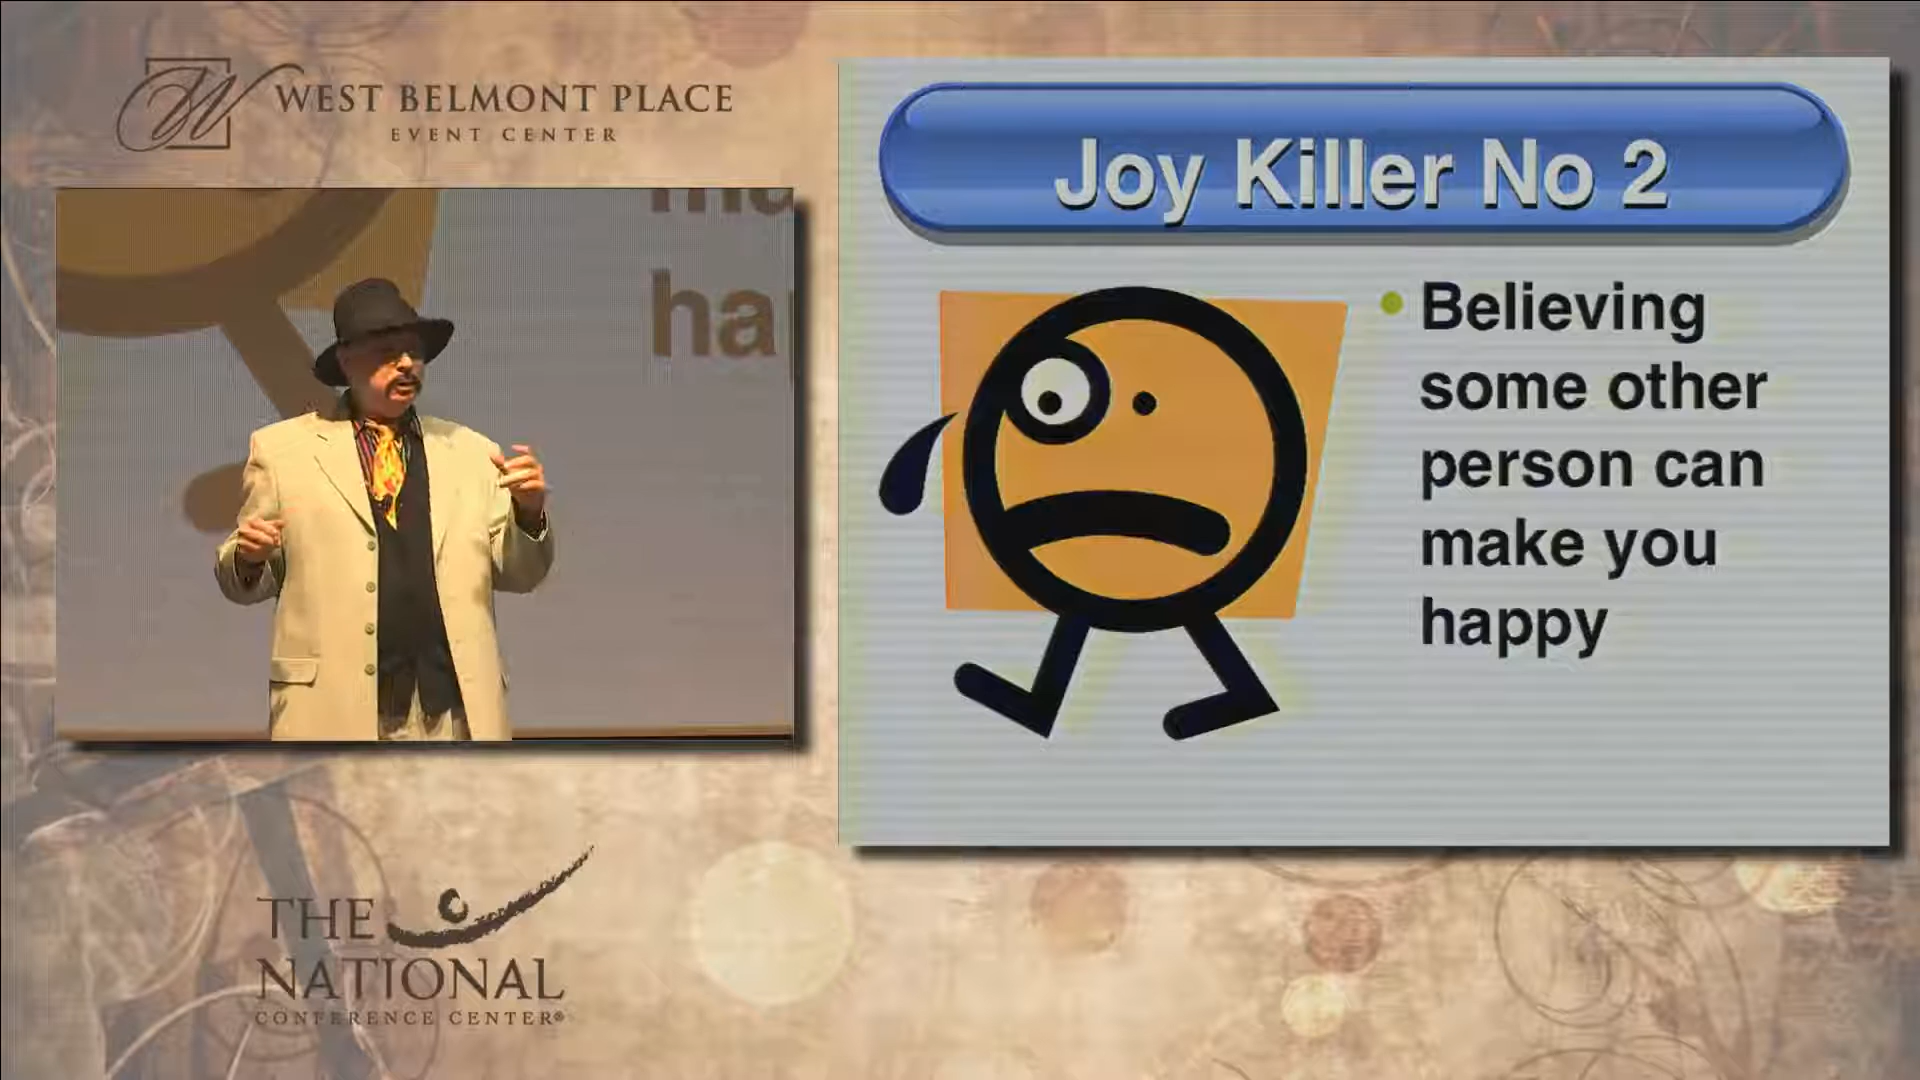 WEST BELMONT PLACE
EVENT CENTER
ha
Joy Killer No 2
Believing
some other
person can
make you
happy
THE
NATIONAL
CONFERENCE CENTER®